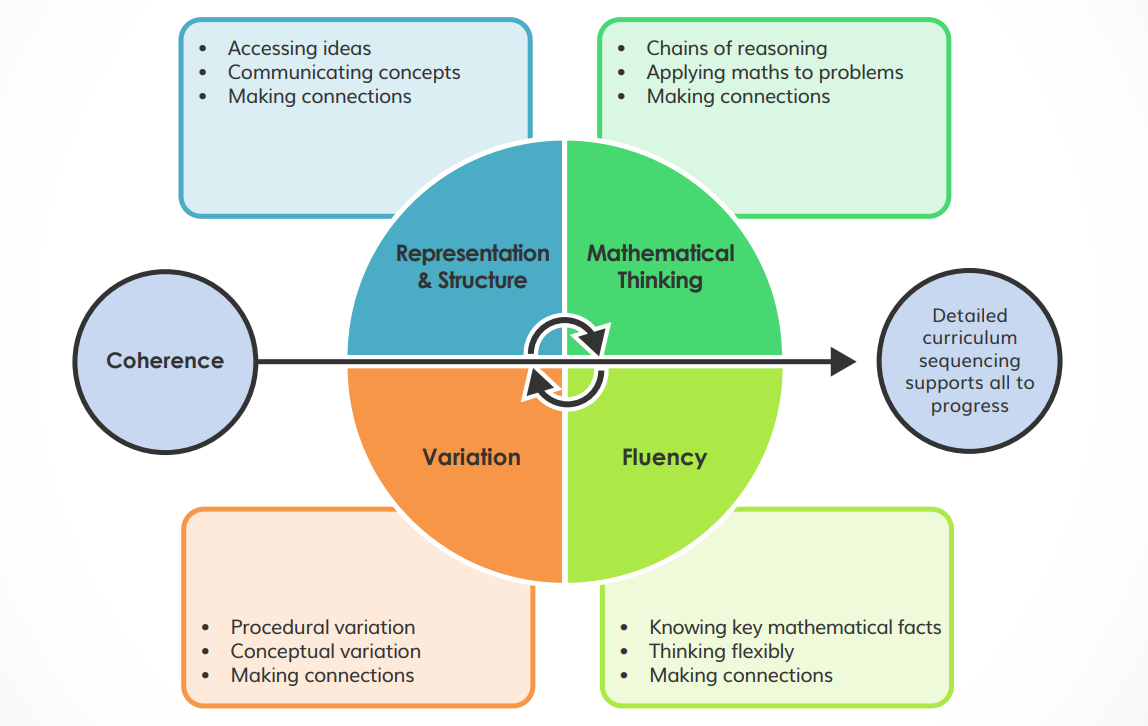 • Accessing ideas
• Communicating concepts
• Making connections
• Chains of reasoning
• Applying maths to problems
• Making connections
Representation
& Structure
Mathematical
Thinking
Coherence
Detailed
curriculum
sequencing
supports all to
progress
Variation
Fluency
• Procedural variation
• Conceptual variation
• Making connections
• Knowing key mathematical facts
• Thinking flexibly
• Making connections